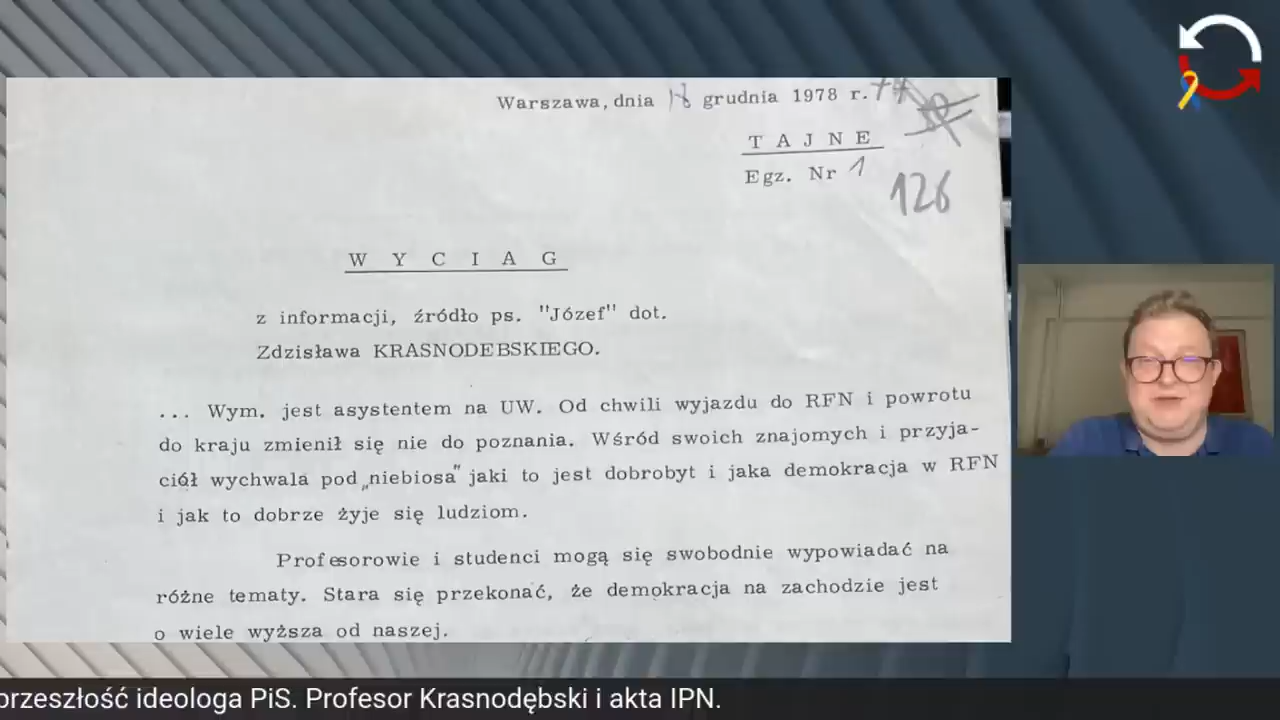 Warszawa, dnia 18 grudnia 1978 r.
T A J N E
Egz. Nr 1
126
W Y C I A G
z informacji, źródło ps. "Józef" dot.
Zdzisława KRASNODEBSKIEGO.
... Wym. jest asystentem na UW. Od chwili wyjazdu do RFN i powrotu
do kraju zmienił się nie do poznania. Wśród swoich znajomych i przyja-
ciół wychwala pod „niebiosa" jaki to jest dobrobyt i jaka demokracja w RFN
i jak to dobrze żyje się ludziom.
Profesorowie i studenci mogą się swobodnie wypowiadać na
różne tematy. Stara się przekonać, że demokracja na zachodzie jest
o wiele wyższa od naszej.
przeszłość ideologa PiS. Profesor Krasnodębski i akta IPN.